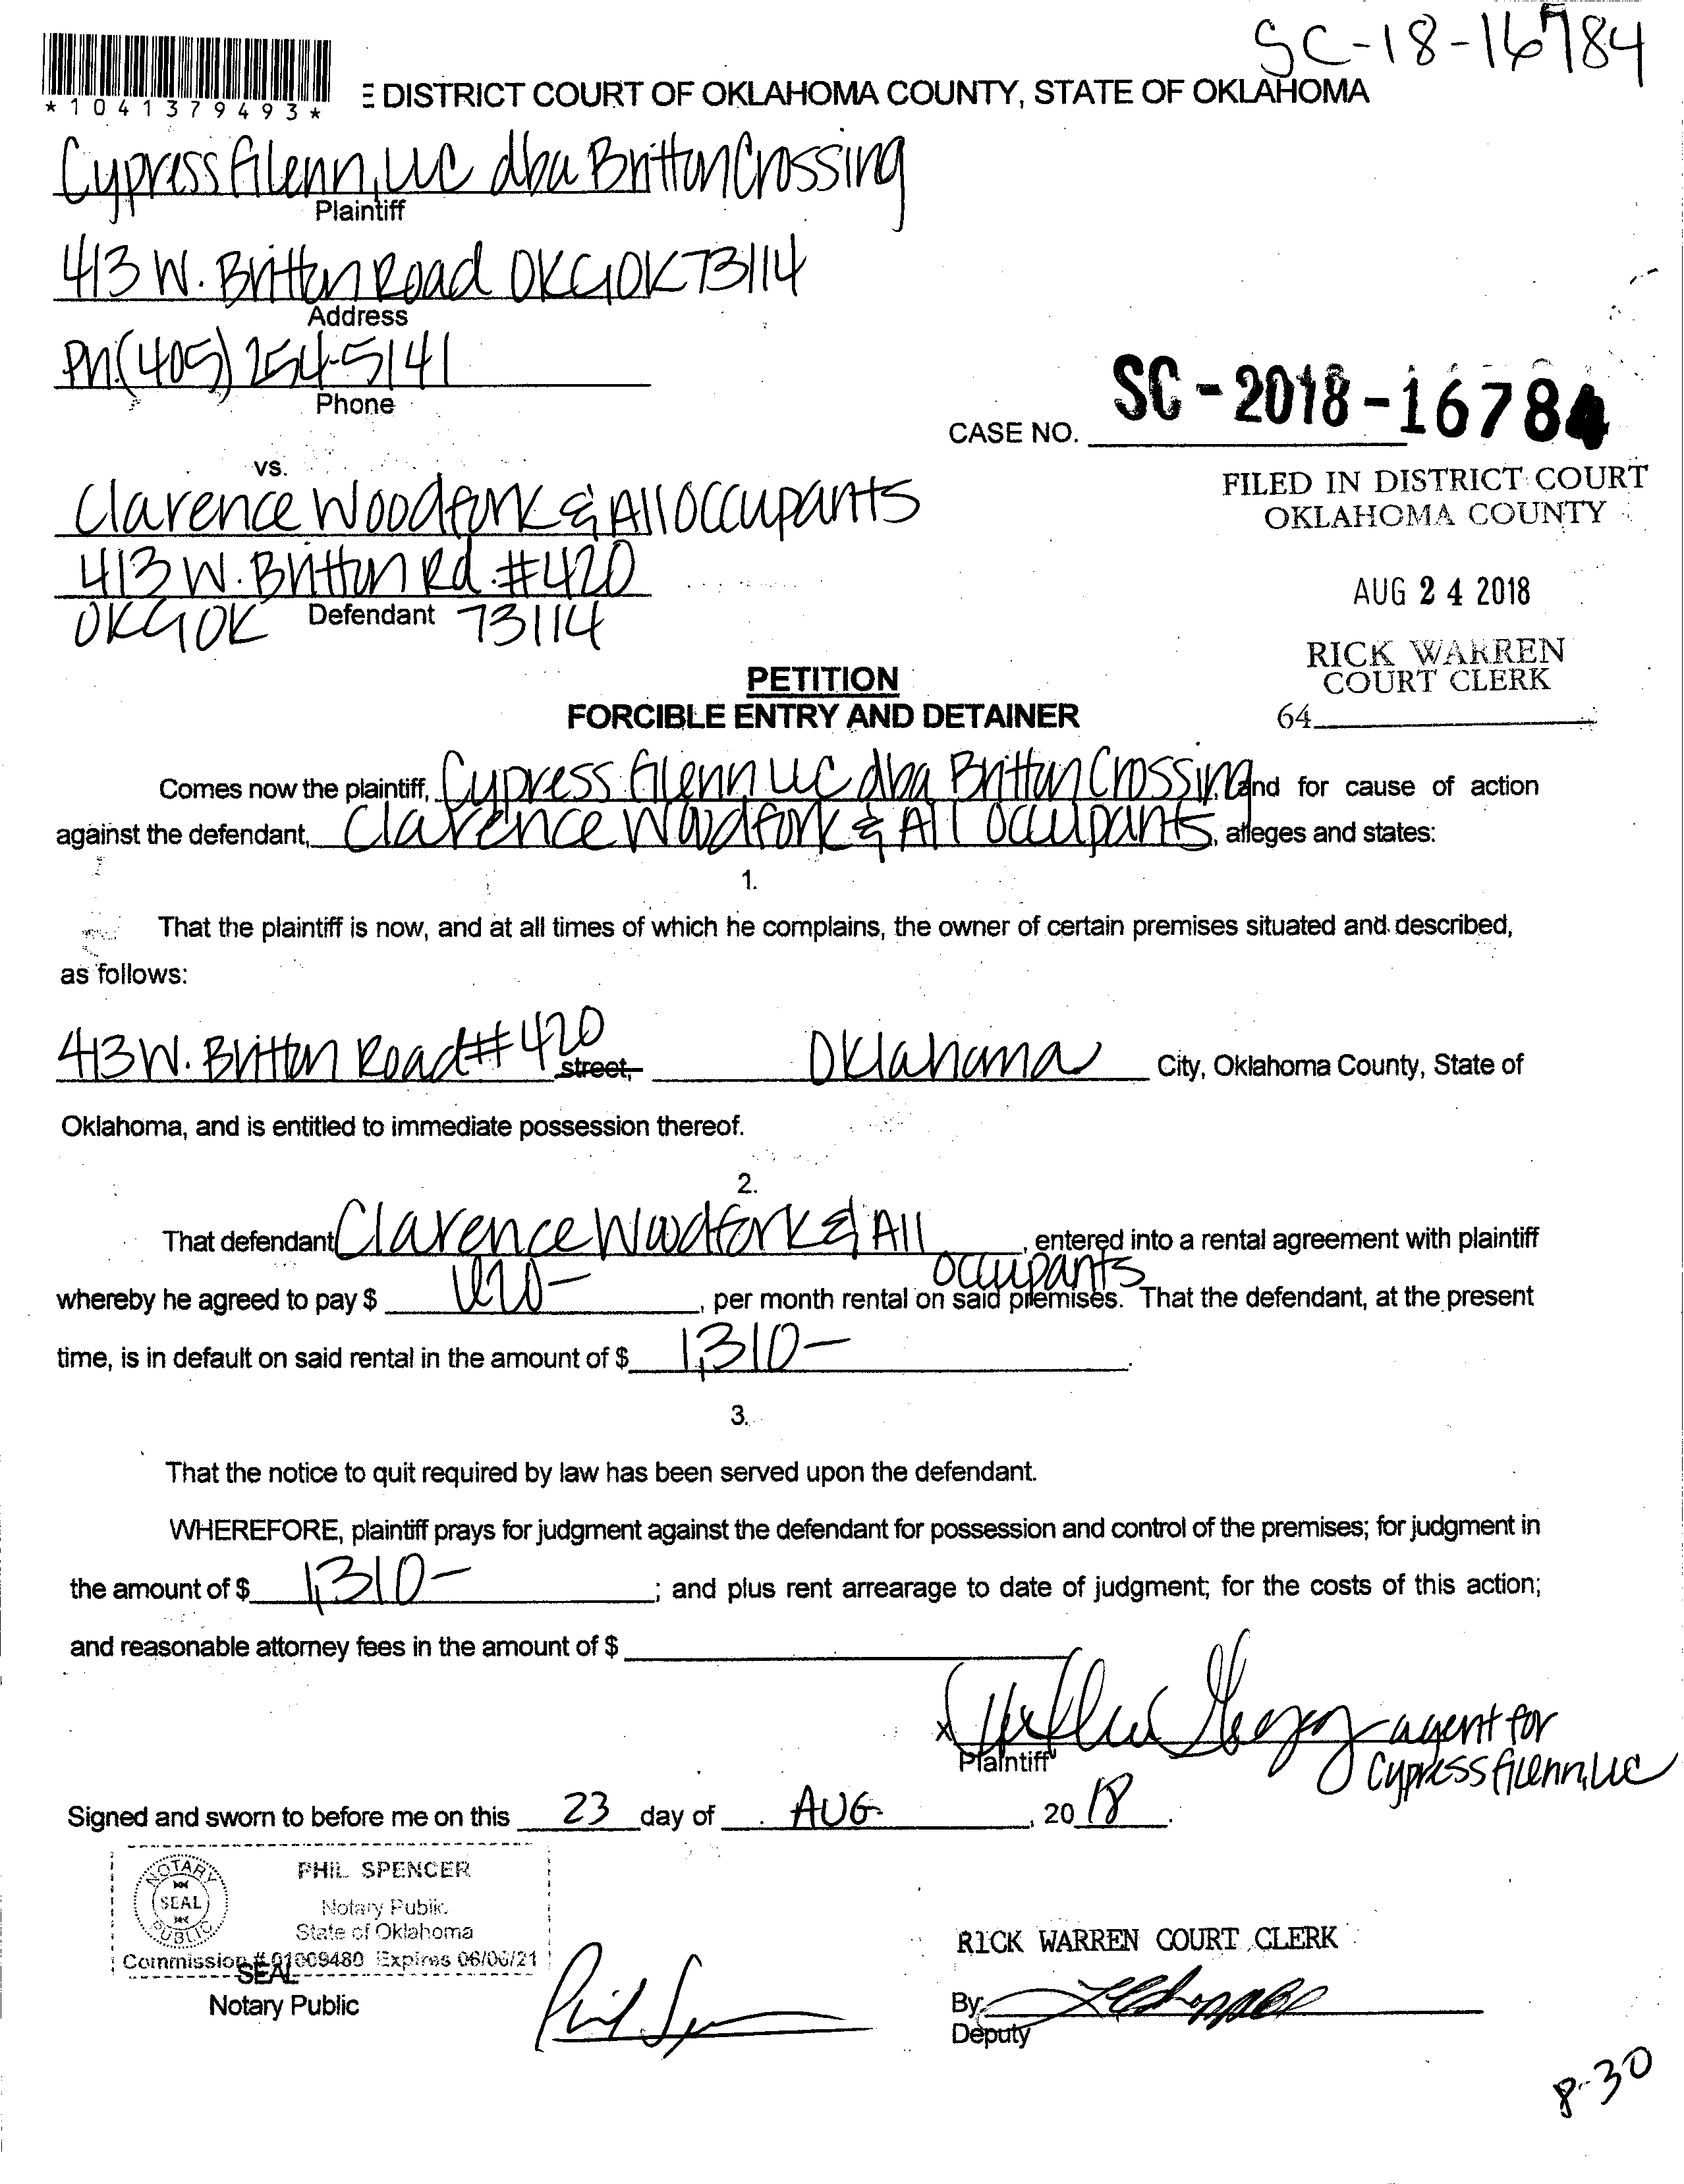 SC-18-16784
*1041379493*
E DISTRICT COURT OF OKLAHOMA COUNTY, STATE OF OKLAHOMA
Cypress Glenn, LLC dba Britton Crossing
Plaintiff
413 W. Britton Road OKC, OK 73114
Address
Ph. (405) 254-5141
Phone
SC-2018-16784
CASE NO.
vs.
Clarence Woodfork & All Occupants
413 W. Britton Rd. #420
OKC, OK Defendant 73114
FILED IN DISTRICT COURT
OKLAHOMA COUNTY
AUG 24 2018
RICK WARREN
COURT CLERK
64
PETITION
FORCIBLE ENTRY AND DETAINER
Comes now the plaintiff, Cypress Glenn LLC dba Britton Crossing, and for cause of action
against the defendant, Clarence Woodfork & All Occupants, alleges and states:
1.
That the plaintiff is now, and at all times of which he complains, the owner of certain premises situated and described,
as follows:
413 W. Britton Road #420 street, Oklahoma City, Oklahoma County, State of
Oklahoma, and is entitled to immediate possession thereof.
2.
That defendant Clarence Woodfork & All Occupants, entered into a rental agreement with plaintiff
whereby he agreed to pay $, per month rental on said premises. That the defendant, at the present
time, is in default on said rental in the amount of $ 1,310-.
3.
That the notice to quit required by law has been served upon the defendant.
WHEREFORE, plaintiff prays for judgment against the defendant for possession and control of the premises; for judgment in
the amount of $ 1,310-; and plus rent arrearage to date of judgment; for the costs of this action;
and reasonable attorney fees in the amount of $
x agent for
Plaintiff Cypress Glenn, LLC
Signed and sworn to before me on this 23 day of AUG, 2018.
NOTARY PUBLIC SEAL
PHIL SPENCER
Notary Public
State of Oklahoma
Commission # 01009480 Expires 06/06/21
SEAL
Notary Public
RICK WARREN COURT CLERK
By
Deputy
8-30